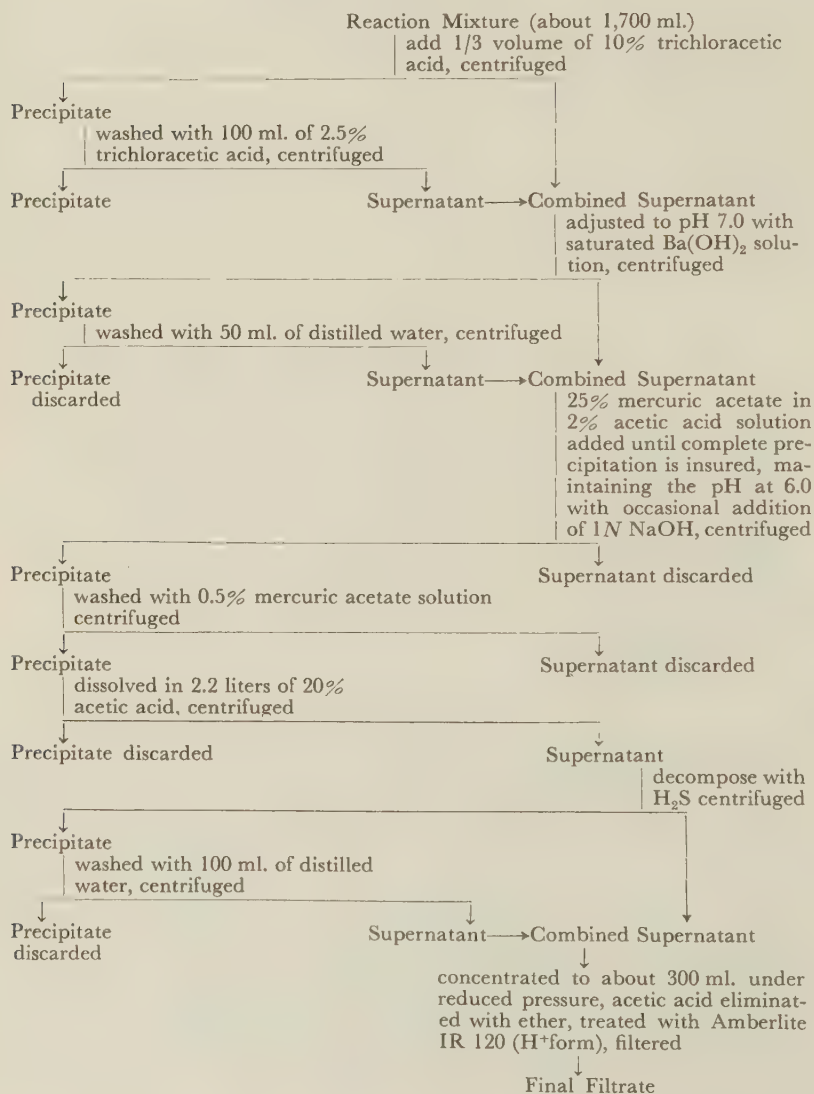 Reaction Mixture (about 1,700 ml.)
add 1/3 volume of 10% trichloracetic
acid, centrifuged
Precipitate
washed with 100 ml. of 2.5%
trichloracetic acid, centrifuged
Precipitate
Supernatant → Combined Supernatant
adjusted to pH 7.0 with
saturated Ba(OH)₂ solu-
tion, centrifuged
Precipitate
washed with 50 ml. of distilled water, centrifuged
Precipitate
discarded
Supernatant → Combined Supernatant
25% mercuric acetate in
2% acetic acid solution
added until complete pre-
cipitation is insured, ma-
intaining the pH at 6.0
with occasional addition
of 1N NaOH, centrifuged
Precipitate
washed with 0.5% mercuric acetate solution
centrifuged
Supernatant discarded
Precipitate
dissolved in 2.2 liters of 20%
acetic acid, centrifuged
Supernatant discarded
Precipitate discarded
Supernatant
decompose with
H₂S centrifuged
Precipitate
washed with 100 ml. of distilled
water, centrifuged
Precipitate
discarded
Supernatant → Combined Supernatant
concentrated to about 300 ml. under
reduced pressure, acetic acid eliminat-
ed with ether, treated with Amberlite
IR 120 (H⁺form), filtered
Final Filtrate